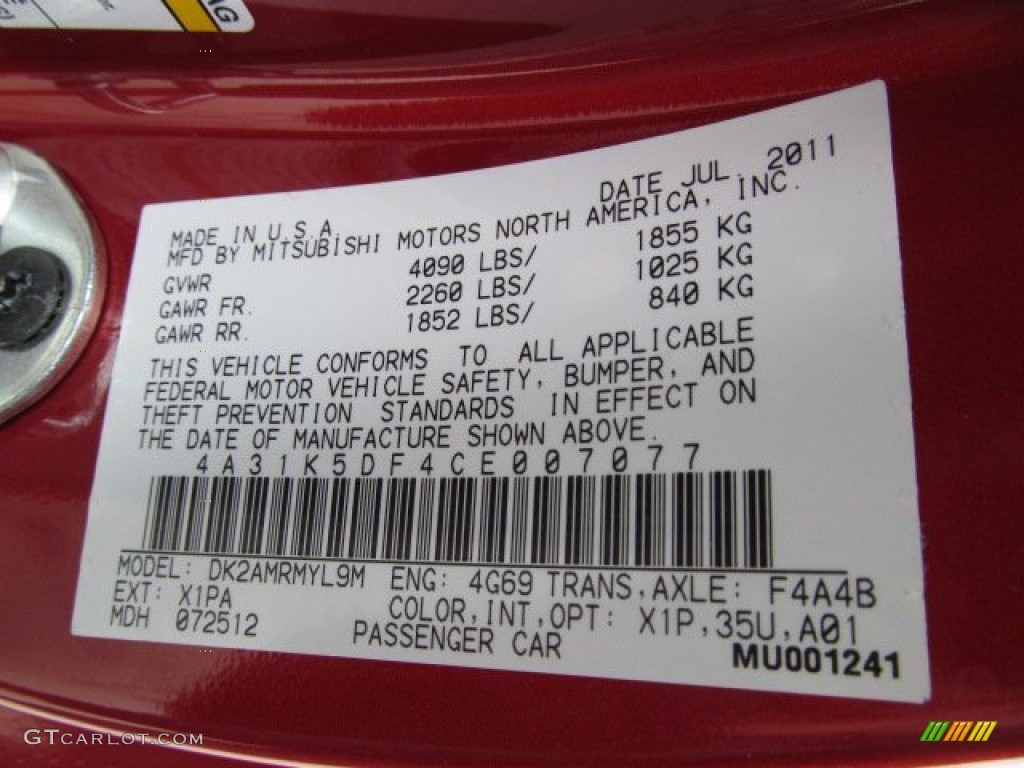 NG
DATE JUL. 2011
MADE IN U.S.A
MFD BY MITSUBISHI MOTORS NORTH AMERICA, INC.
GVWR 4090 LBS/ 1855 KG
GAWR FR. 2260 LBS/ 1025 KG
GAWR RR. 1852 LBS/ 840 KG
THIS VEHICLE CONFORMS TO ALL APPLICABLE
FEDERAL MOTOR VEHICLE SAFETY, BUMPER, AND
THEFT PREVENTION STANDARDS IN EFFECT ON
THE DATE OF MANUFACTURE SHOWN ABOVE.
4A31K5DF4CE007077
MODEL: DK2AMRMYL9M ENG: 4G69 TRANS,AXLE: F4A4B
EXT: X1PA COLOR,INT,OPT: X1P,35U,A01
MDH 072512 PASSENGER CAR
MU001241
GTCARLOT.COM